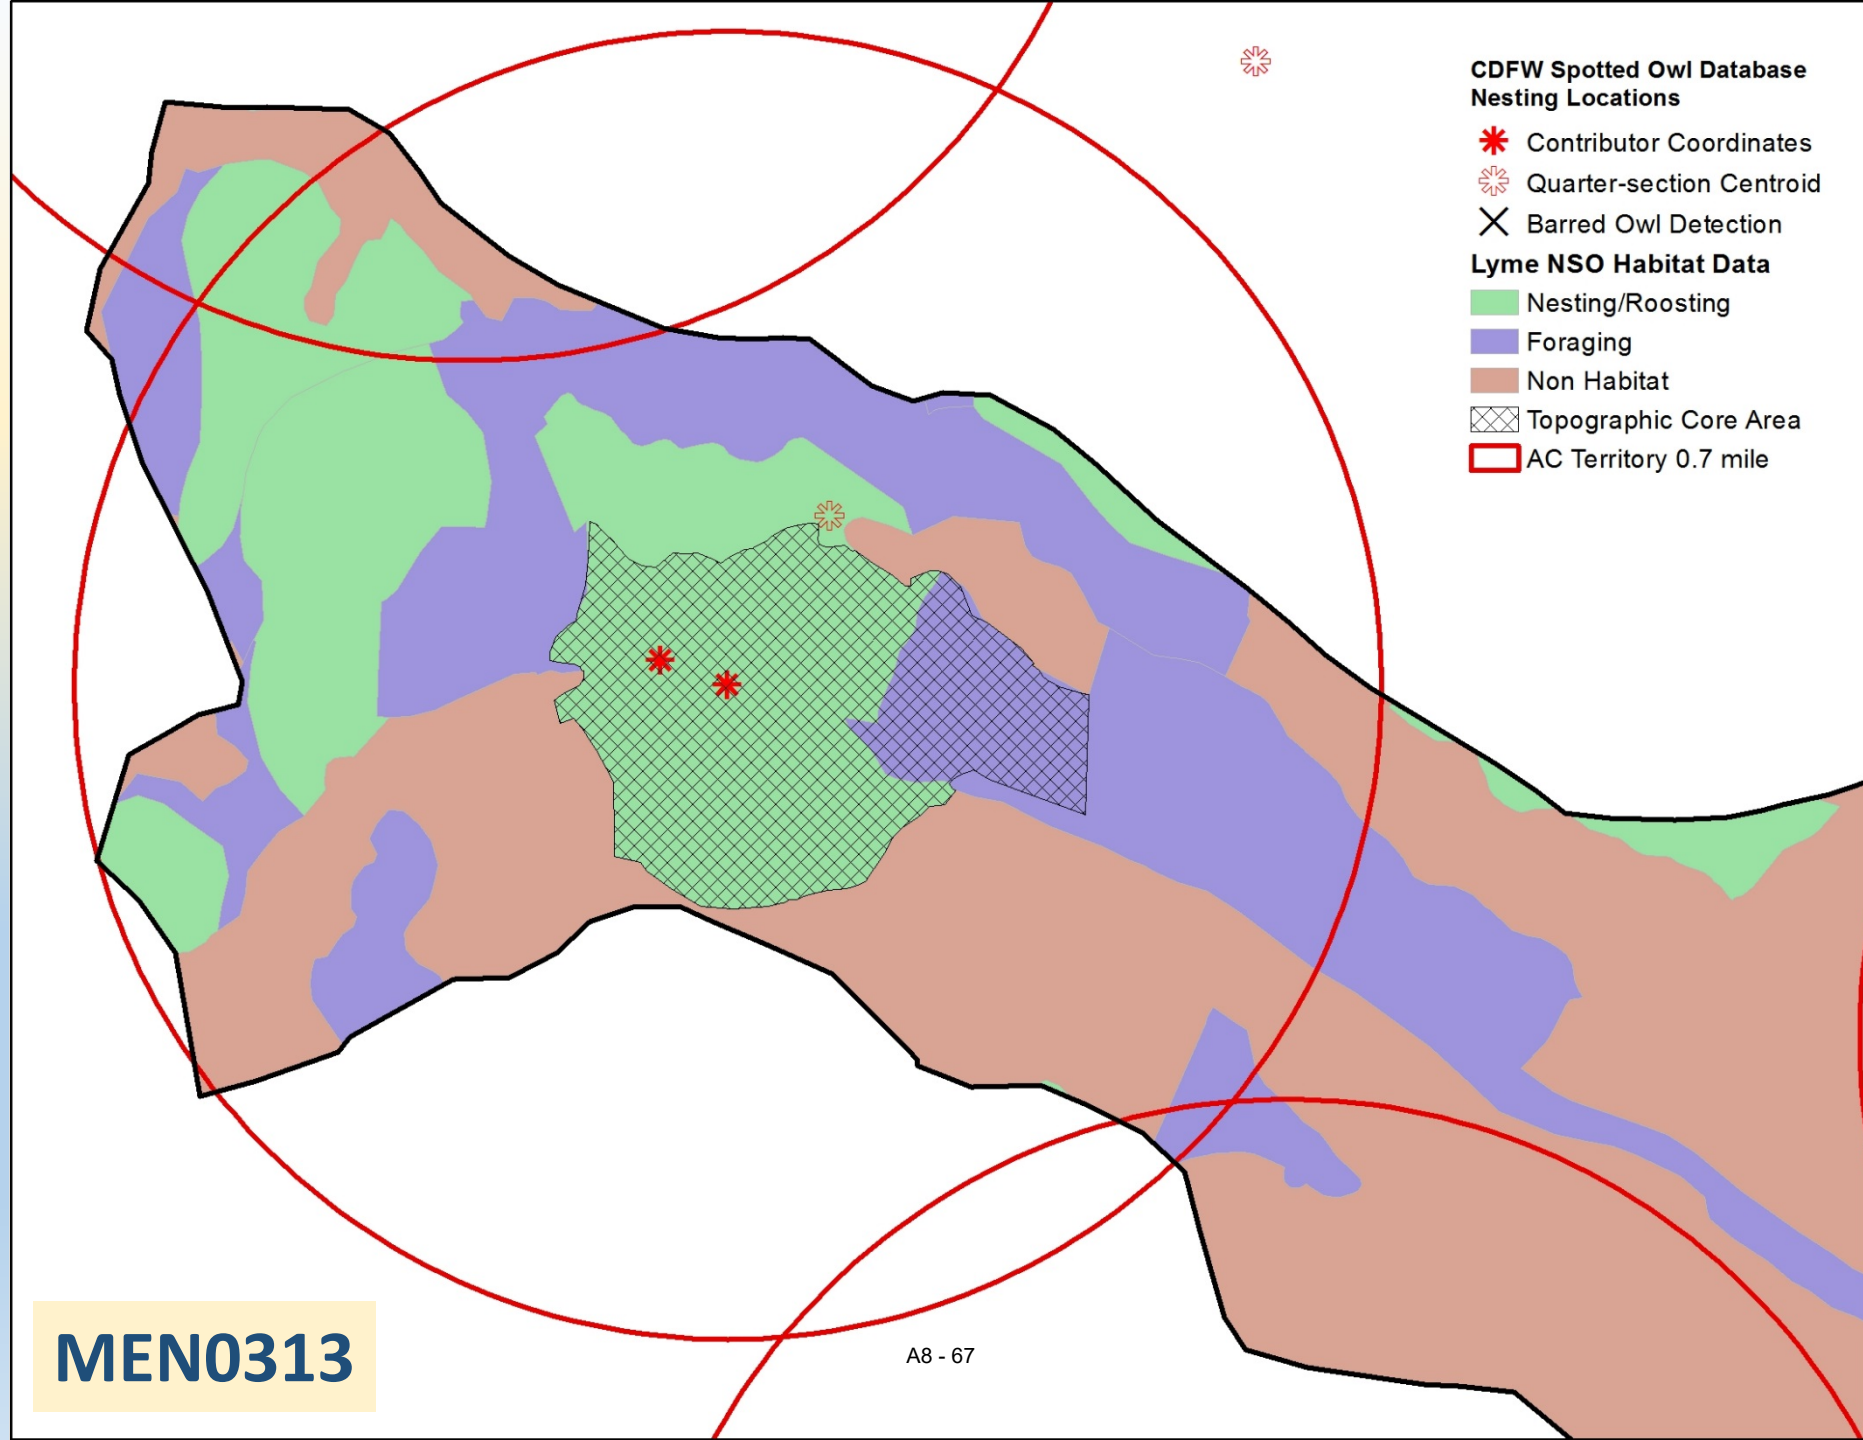 CDFW Spotted Owl Database
Nesting Locations
Contributor Coordinates
Quarter-section Centroid
Barred Owl Detection
Lyme NSO Habitat Data
Nesting/Roosting
Foraging
Non Habitat
Topographic Core Area
AC Territory 0.7 mile
MEN0313
A8 - 67